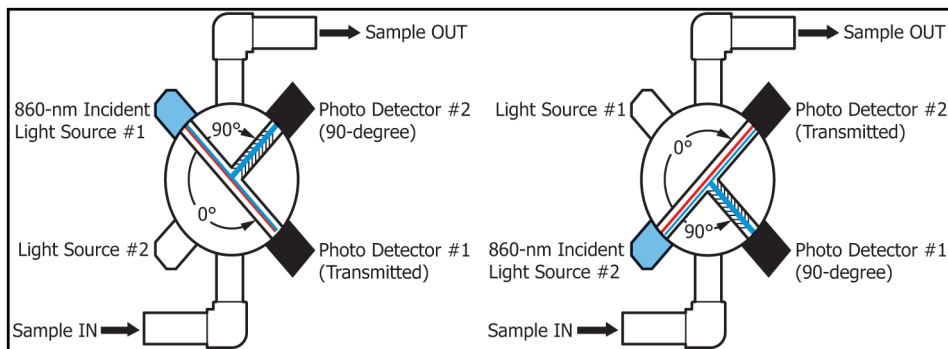 Sample OUT
860-nm Incident
Light Source #1
90°
Photo Detector #2
(90-degree)
0°
Light Source #2
Photo Detector #1
(Transmitted)
Sample IN
Sample OUT
Light Source #1
Photo Detector #2
(Transmitted)
0°
90°
860-nm Incident
Light Source #2
Photo Detector #1
(90-degree)
Sample IN